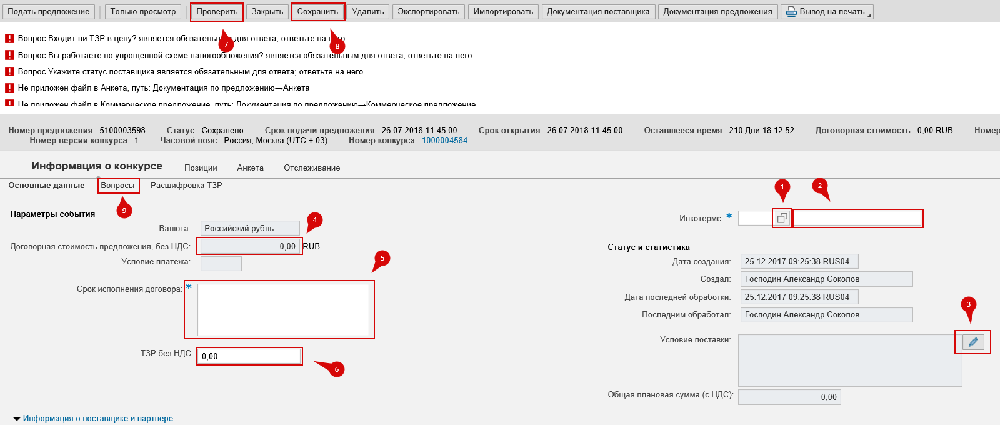 Подать предложение Только просмотр Проверить Закрыть Сохранить Удалить Экспортировать Импортировать Документация поставщика Документация предложения Вывод на печать
7 8
Вопрос Входит ли ТЗР в цену? является обязательным для ответа; ответьте на него
Вопрос Вы работаете по упрощенной схеме налогообложения? является обязательным для ответа; ответьте на него
Вопрос Укажите статус поставщика является обязательным для ответа; ответьте на него
Не приложен файл в Анкета, путь: Документация по предложению→Анкета
Не приложен файл в Коммерческое предложение, путь: Документация по предложению→Коммерческое предложение
Номер предложения 5100003598 Статус Сохранено Срок подачи предложения 26.07.2018 11:45:00 Срок открытия 26.07.2018 11:45:00 Оставшееся время 210 Дни 18:12:52 Договорная стоимость 0,00 RUB Номер
Номер версии конкурса 1 Часовой пояс Россия, Москва (UTC + 03) Номер конкурса 1000004584
Информация о конкурсе Позиции Анкета Отслеживание
Основные данные Вопросы Расшифровка ТЗР
9 1 2
Параметры события
Инкотермс: *
Валюта: Российский рубль
4
Договорная стоимость предложения, без НДС: 0,00 RUB
Условие платежа:
5
Срок исполнения договора: *
ТЗР без НДС: 0,00
6
Статус и статистика
Дата создания: 25.12.2017 09:25:38 RUS04
Создал: Господин Александр Соколов
Дата последней обработки: 25.12.2017 09:25:38 RUS04
Последним обработал: Господин Александр Соколов
3
Условие поставки:
Общая плановая сумма (с НДС): 0,00
Информация о поставщике и партнере